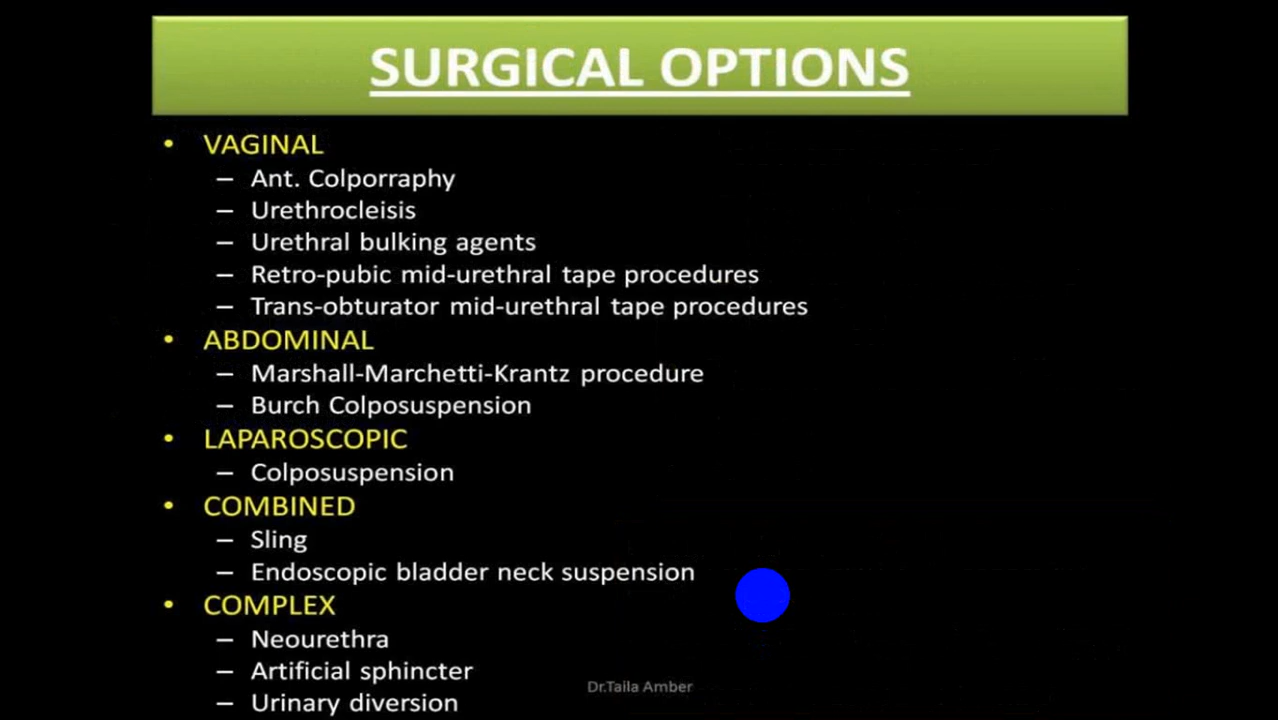 SURGICAL OPTIONS
• VAGINAL
– Ant. Colporraphy
– Urethrocleisis
– Urethral bulking agents
– Retro-pubic mid-urethral tape procedures
– Trans-obturator mid-urethral tape procedures
• ABDOMINAL
– Marshall-Marchetti-Krantz procedure
– Burch Colposuspension
• LAPAROSCOPIC
– Colposuspension
• COMBINED
– Sling
– Endoscopic bladder neck suspension
• COMPLEX
– Neourethra
– Artificial sphincter
– Urinary diversion
Dr.Taila Amber